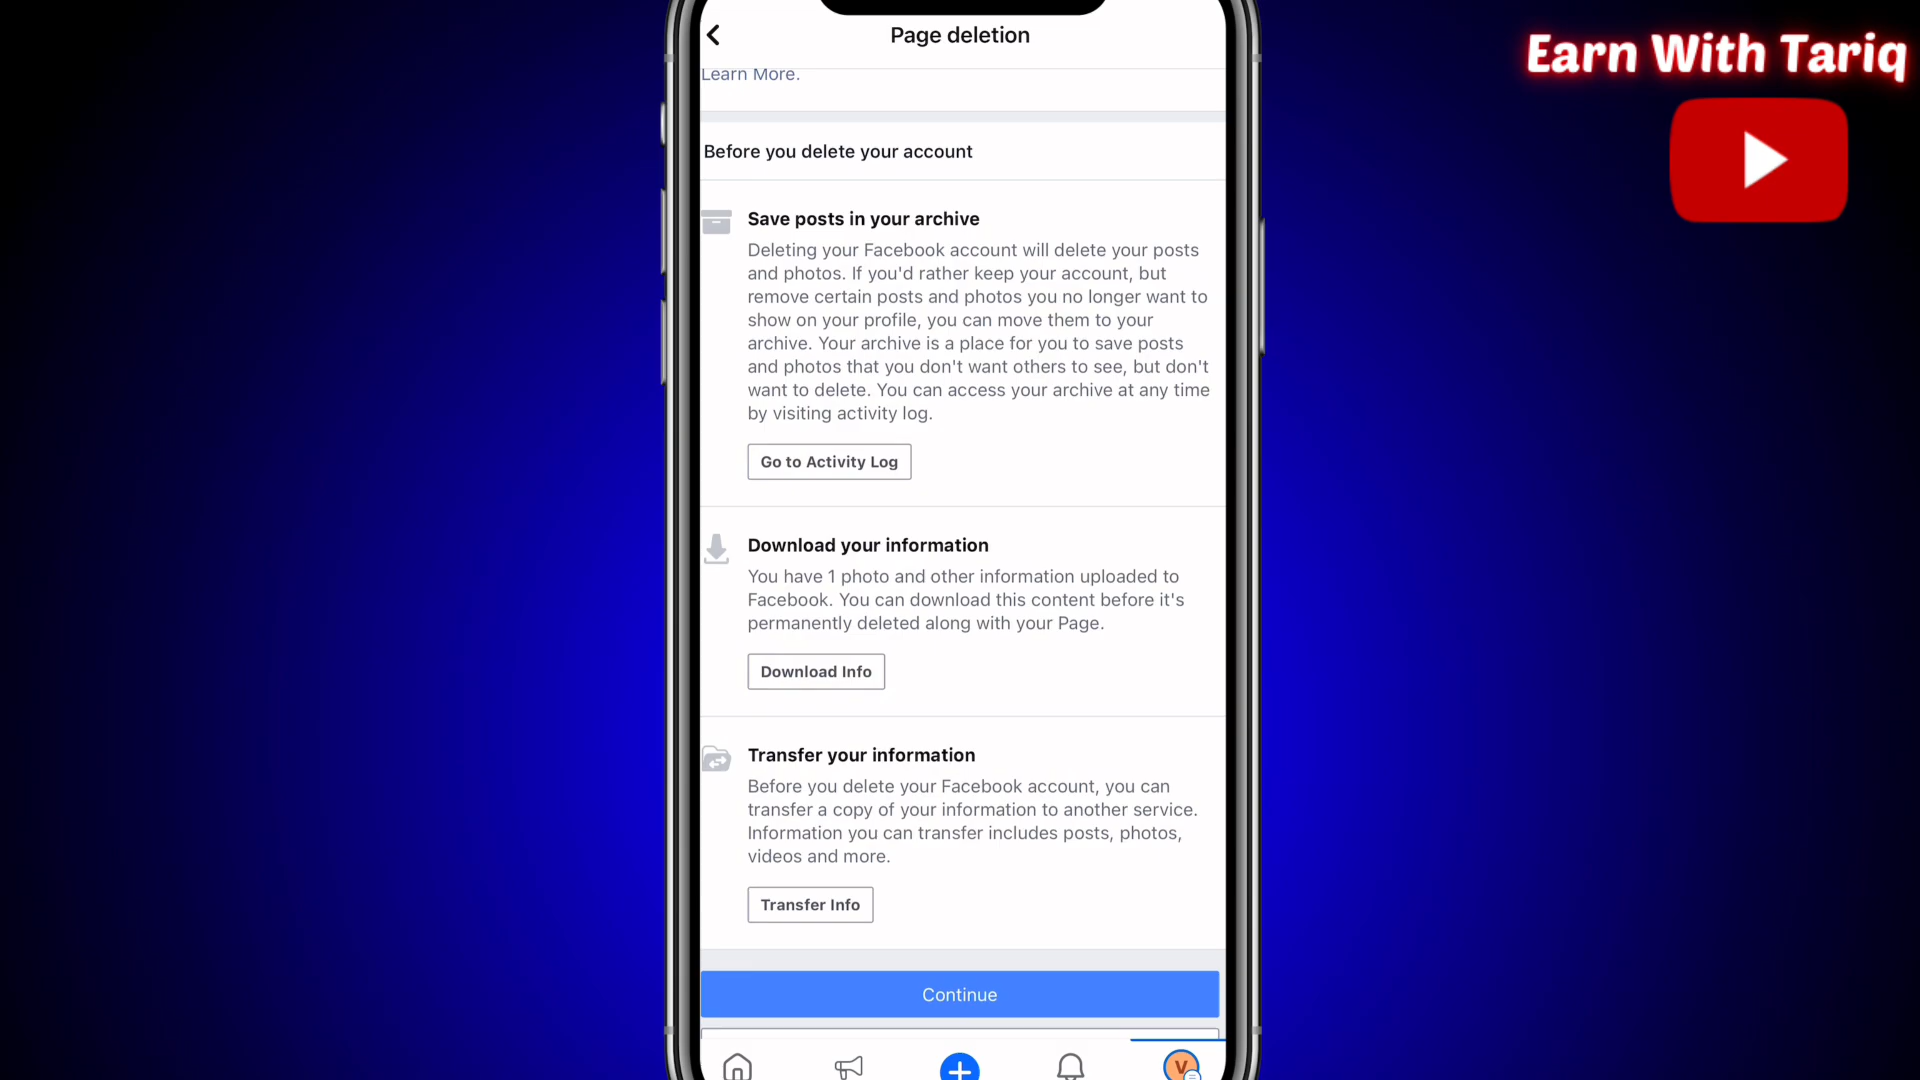 Page deletion
Earn With Tariq
Learn More.
Before you delete your account
Save posts in your archive
Deleting your Facebook account will delete your posts
and photos. If you'd rather keep your account, but
remove certain posts and photos you no longer want to
show on your profile, you can move them to your
archive. Your archive is a place for you to save posts
and photos that you don't want others to see, but don't
want to delete. You can access your archive at any time
by visiting activity log.
Go to Activity Log
Download your information
You have 1 photo and other information uploaded to
Facebook. You can download this content before it's
permanently deleted along with your Page.
Download Info
Transfer your information
Before you delete your Facebook account, you can
transfer a copy of your information to another service.
Information you can transfer includes posts, photos,
videos and more.
Transfer Info
Continue
V